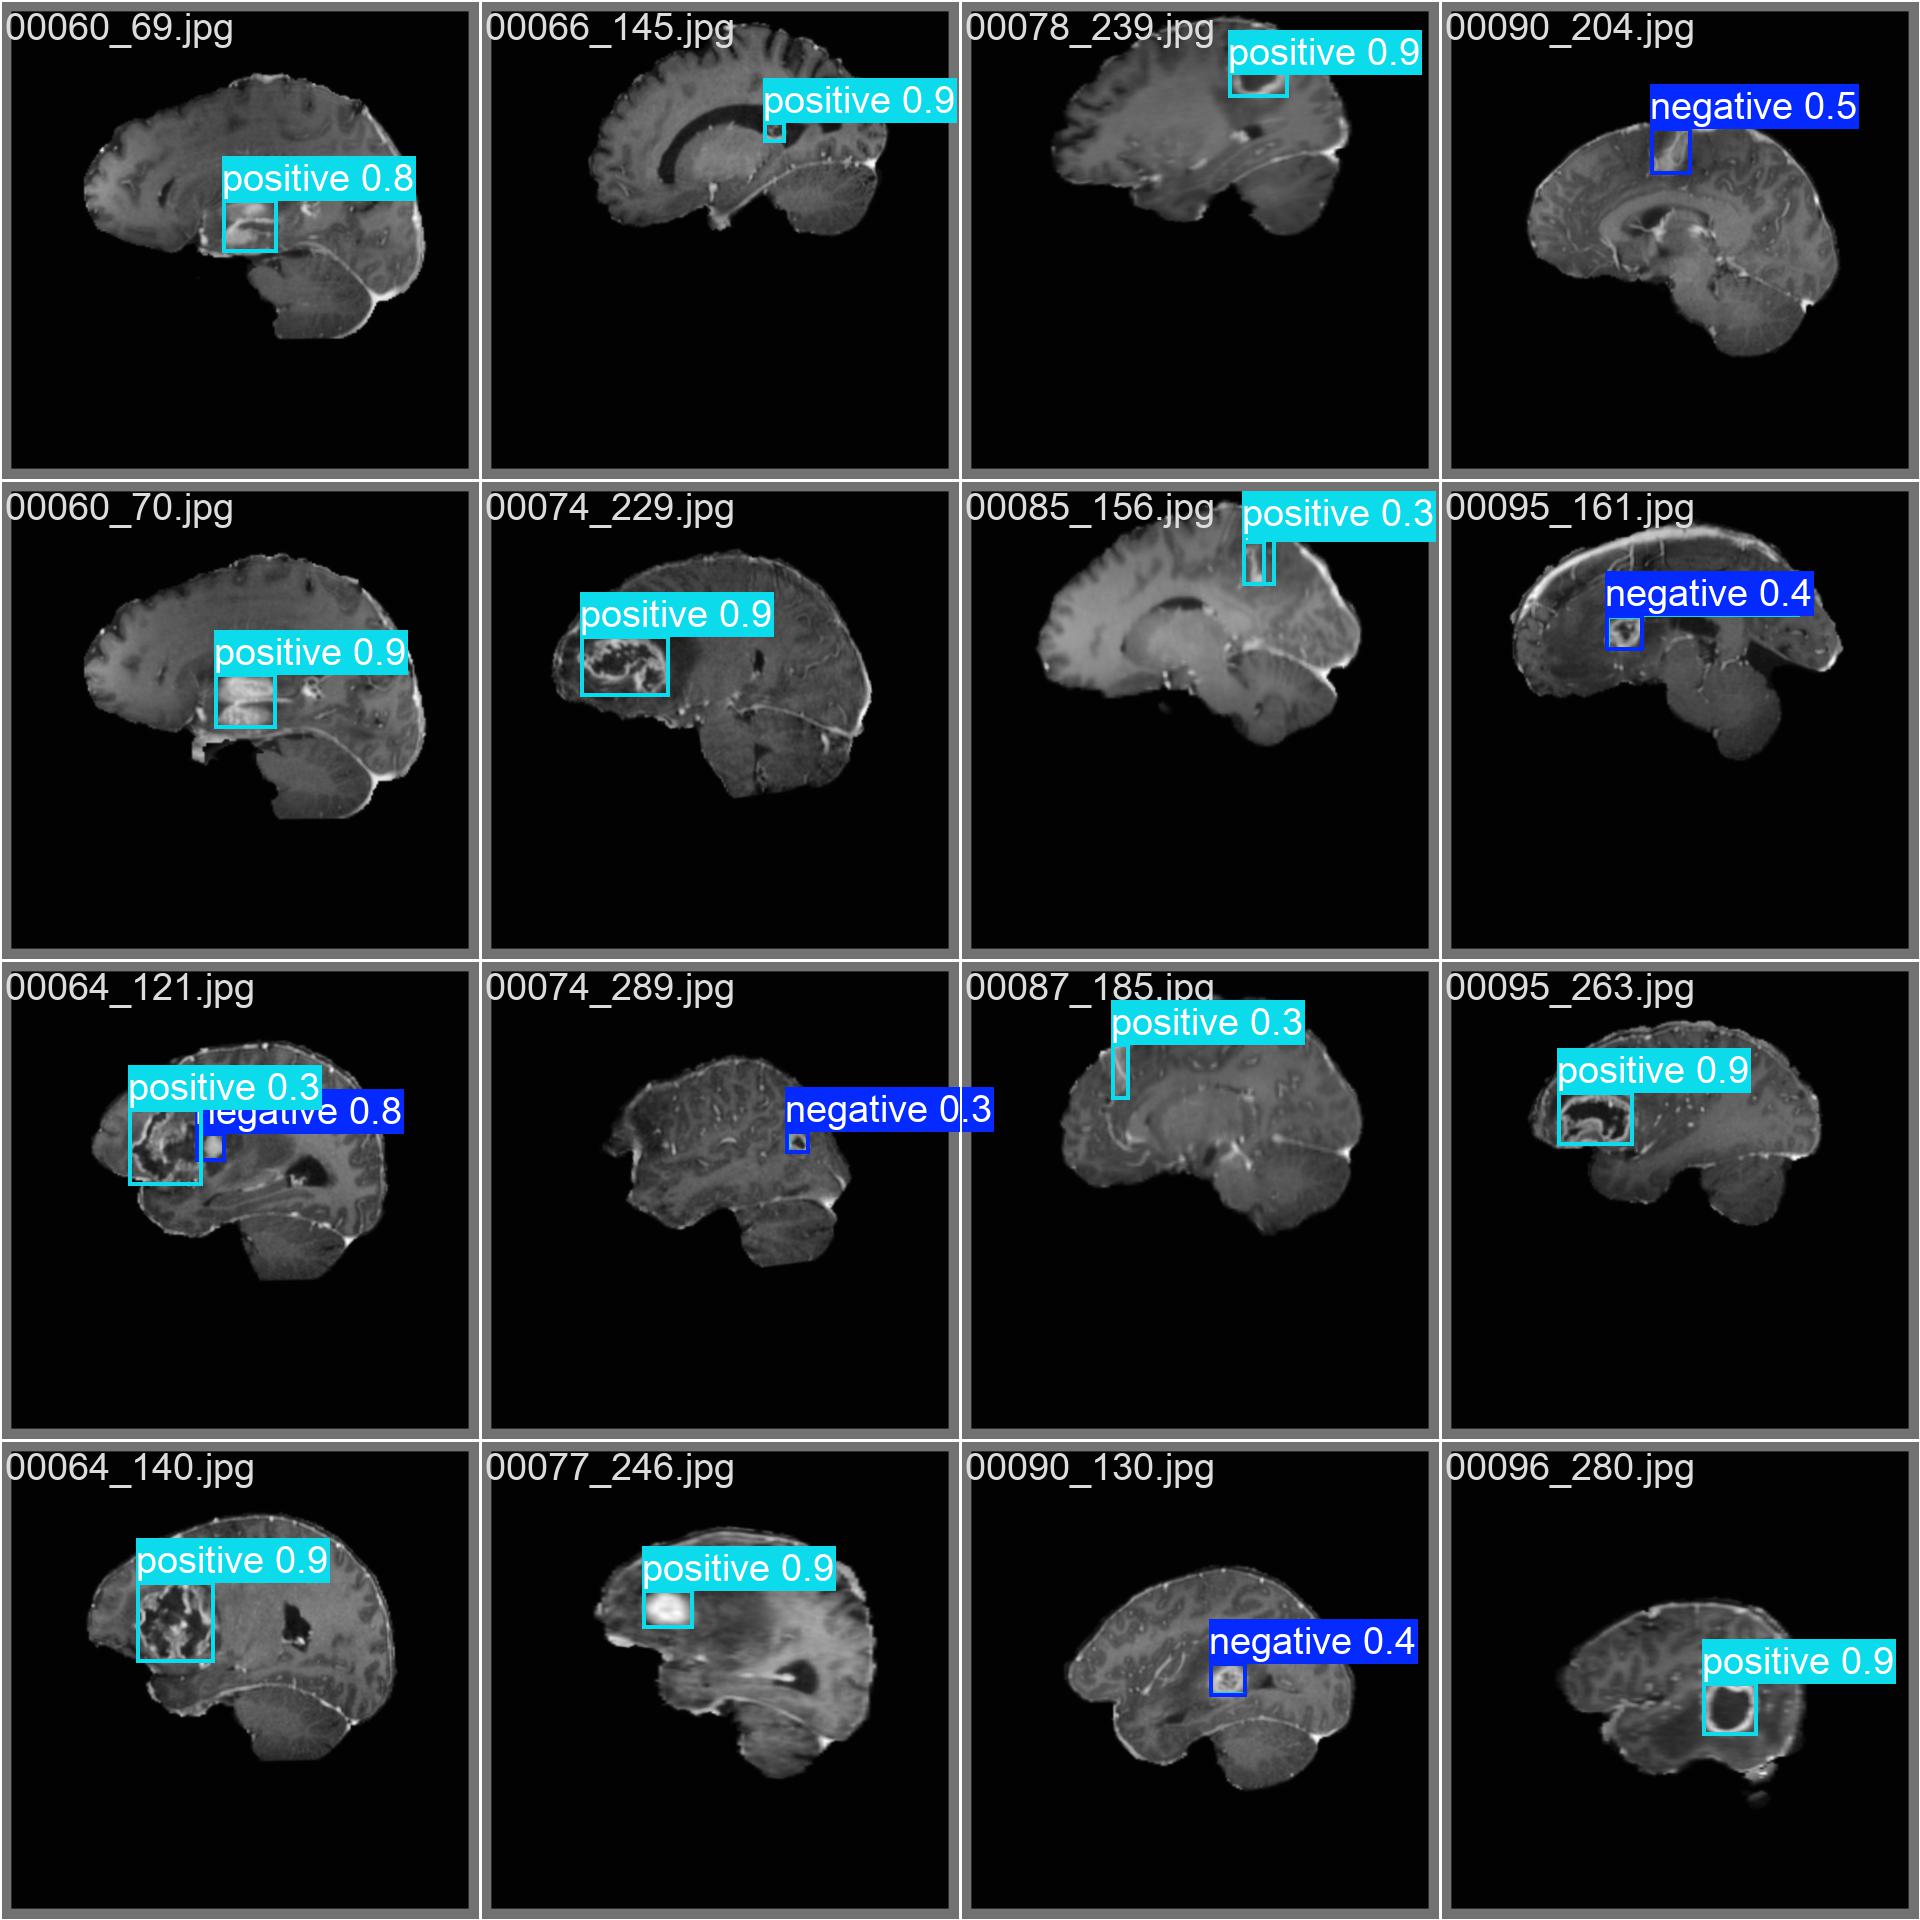 00060_69.jpg
positive 0.8
00066_145.jpg
positive 0.9
00078_239.jpg
positive 0.9
00090_204.jpg
negative 0.5
00060_70.jpg
positive 0.9
00074_229.jpg
positive 0.9
00085_156.jpg
positive 0.3
00095_161.jpg
negative 0.4
00064_121.jpg
positive 0.3
negative 0.8
00074_289.jpg
negative 0.3
00087_185.jpg
positive 0.3
00095_263.jpg
positive 0.9
00064_140.jpg
positive 0.9
00077_246.jpg
positive 0.9
00090_130.jpg
negative 0.4
00096_280.jpg
positive 0.9